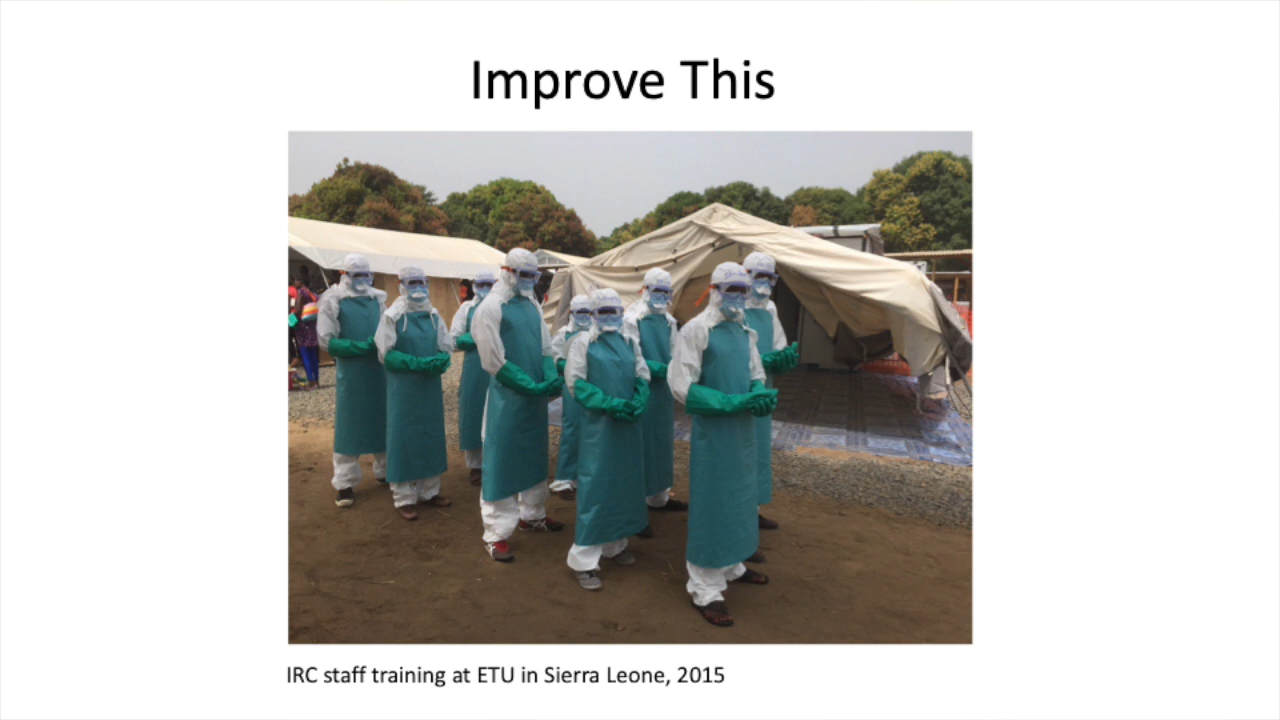 Improve This
IRC staff training at ETU in Sierra Leone, 2015